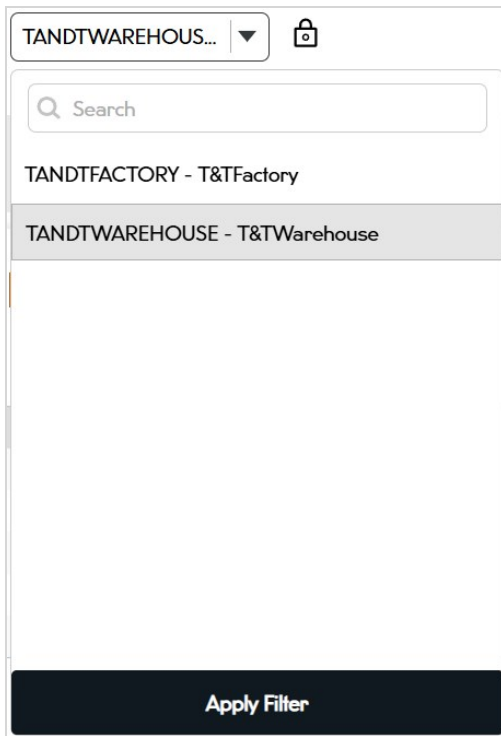 TANDTWAREHOUS...
Search
TANDTFACTORY - T&TFactory
TANDTWAREHOUSE - T&TWarehouse
Apply Filter